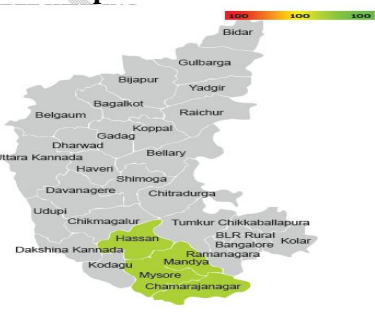 100 100 100
Bidar
Gulbarga
Bijapur
Yadgir
Bagalkot
Raichur
Belgaum
Koppal
Gadag
Dharwad
Uttara Kannada
Bellary
Haveri
Shimoga
Davanagere
Chitradurga
Udupi
Chikmagalur
Tumkur Chikkaballapura
Hassan
BLR Rural
Kolar
Bangalore
Dakshina Kannada
Ramanagara
Mandya
Kodagu
Mysore
Chamarajanagar